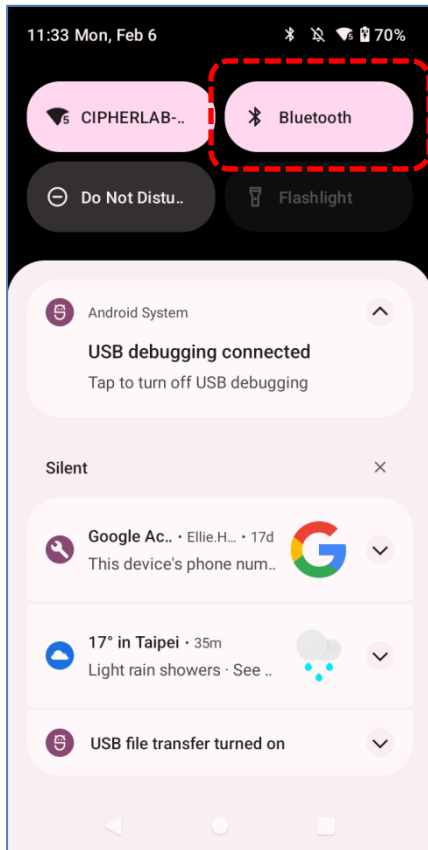 11:33 Mon, Feb 6
70%
CIPHERLAB-..
Bluetooth
Do Not Distu..
Flashlight
Android System
USB debugging connected
Tap to turn off USB debugging
Silent
Google Ac.. • Ellie.H... • 17d
This device's phone num..
17° in Taipei • 35m
Light rain showers · See ..
USB file transfer turned on